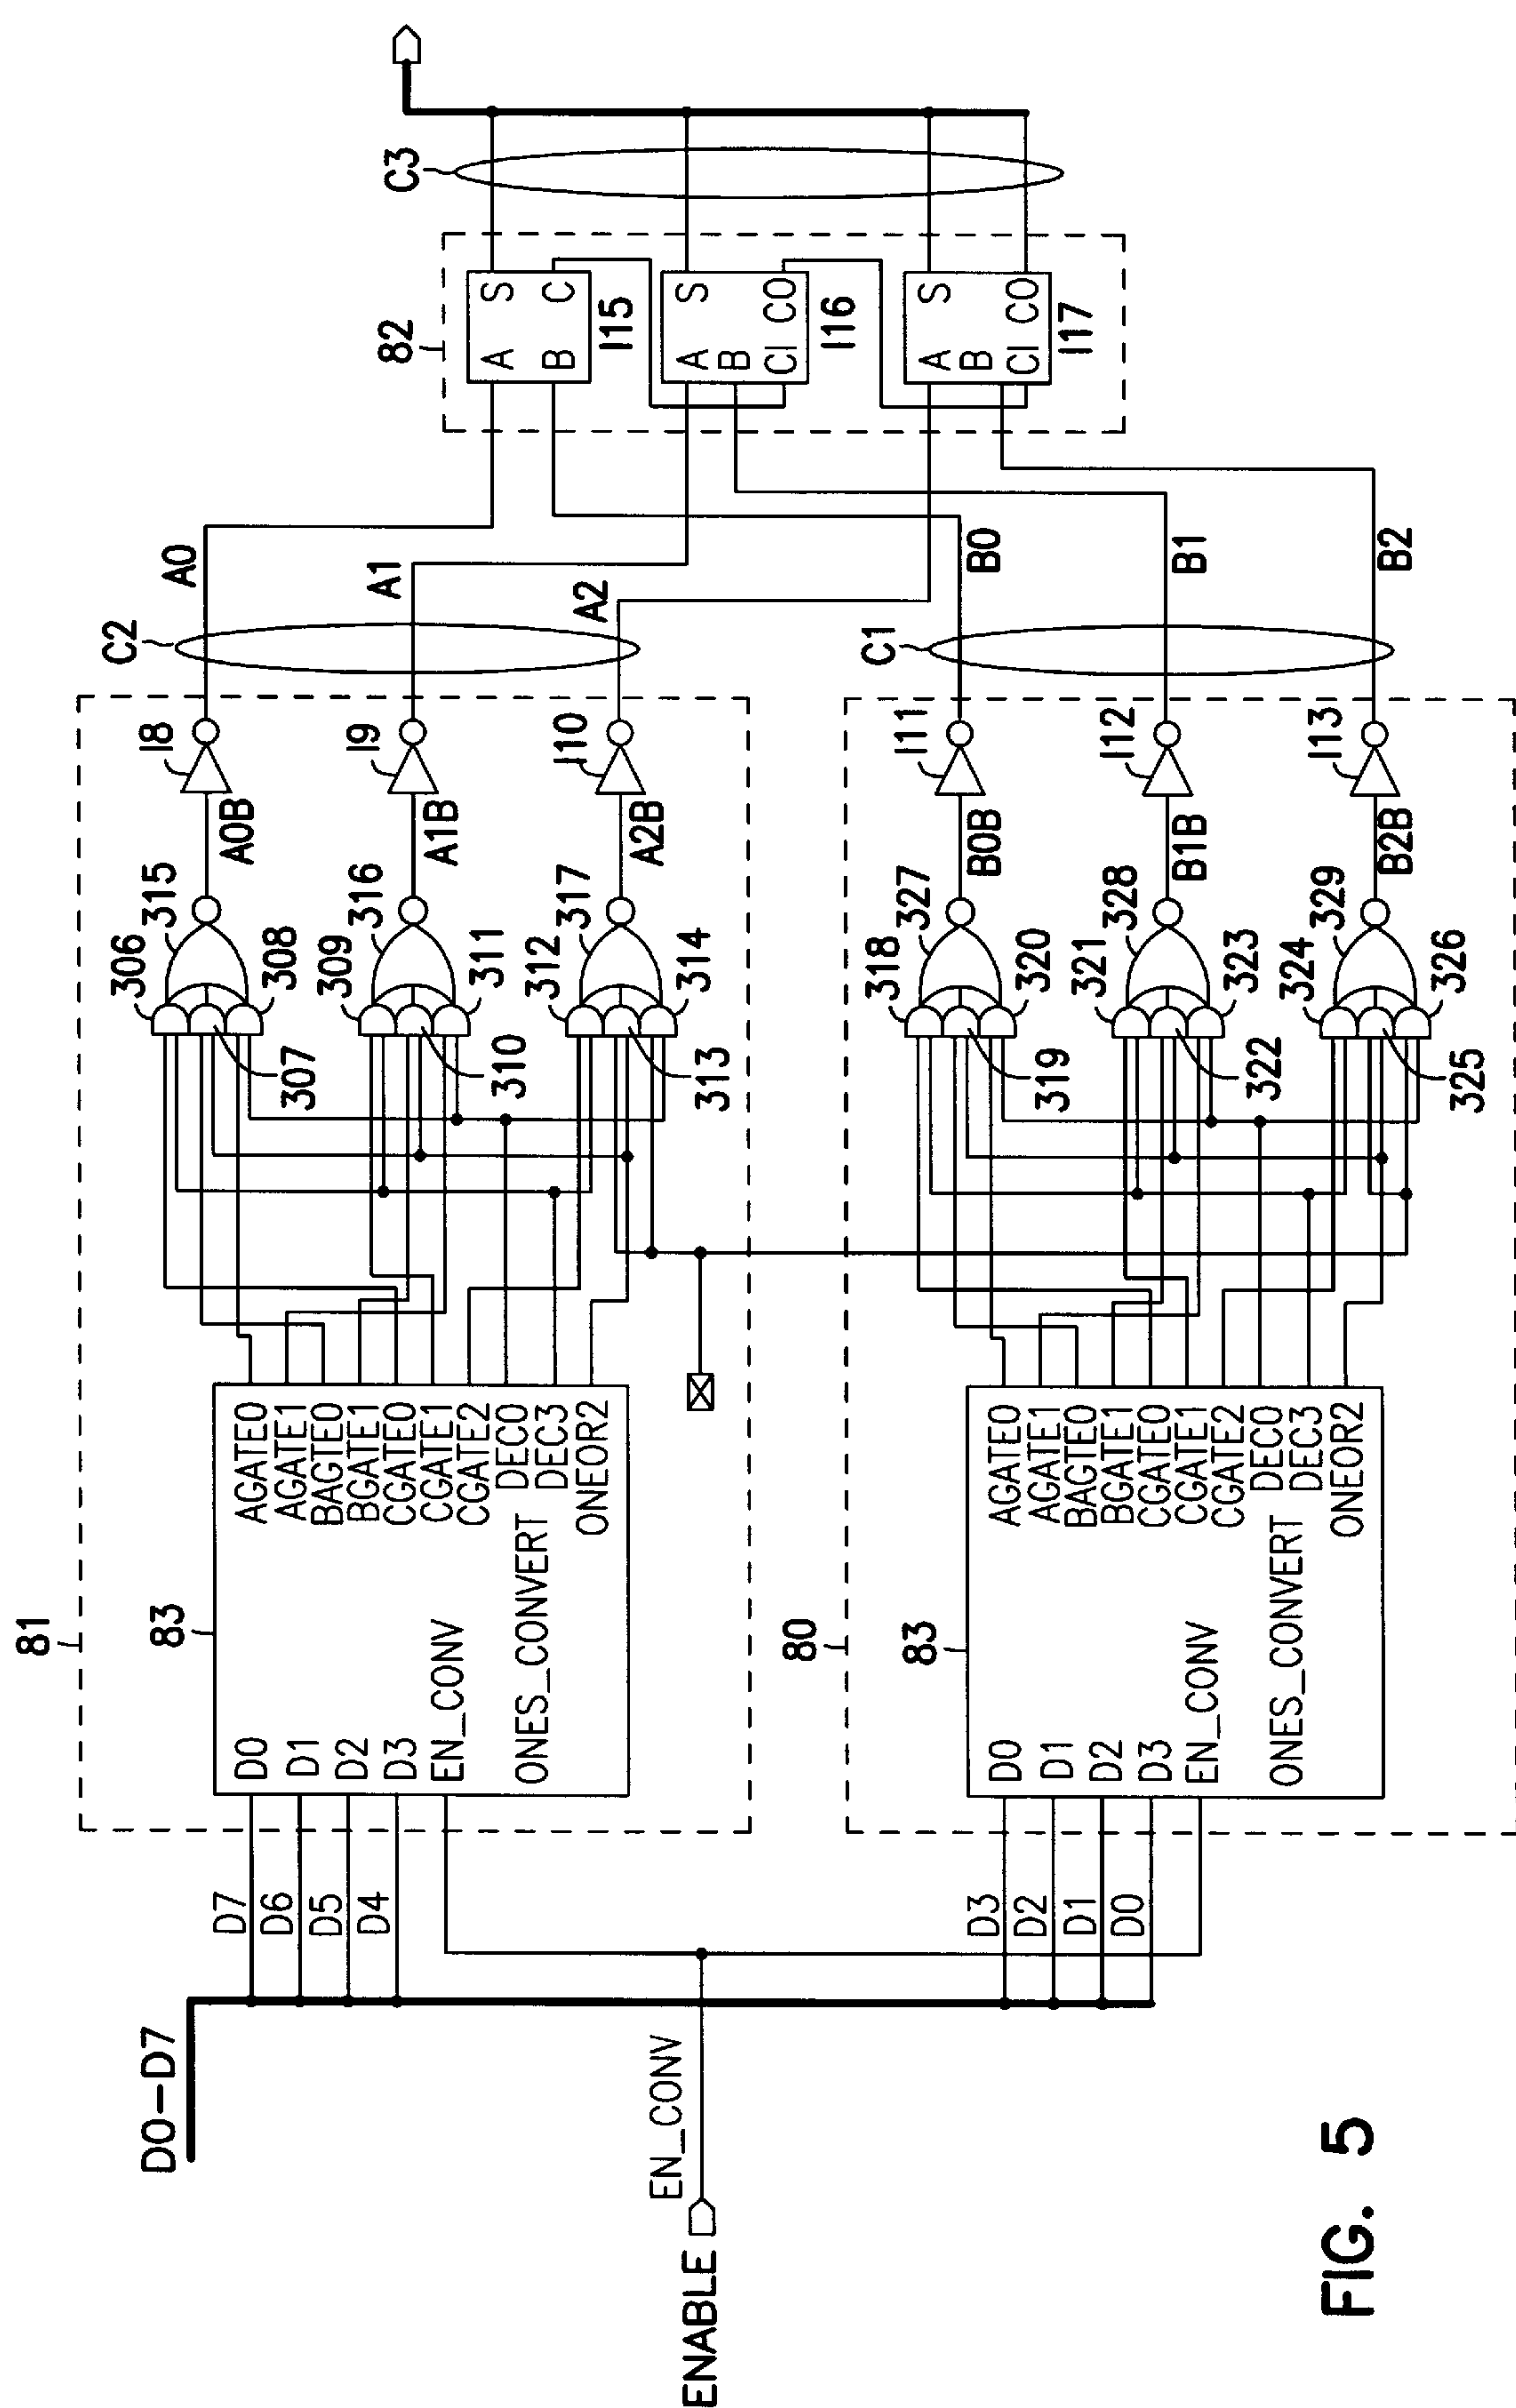 D0-D7
ENABLE
EN_CONV
D7
D6
D5
D4
81
83
D0
D1
D2
D3
EN_CONV
ONES_CONVERT
AGATE0
AGATE1
BAGTE0
BGATE1
CGATE0
CGATE1
CGATE2
DEC0
DEC3
ONEOR2
306
307
308
315
309
310
311
316
312
313
314
317
A0B
A1B
A2B
I8
I9
I10
C2
A0
A1
A2
D3
D2
D1
D0
80
83
D0
D1
D2
D3
EN_CONV
ONES_CONVERT
AGATE0
AGATE1
BAGTE0
BGATE1
CGATE0
CGATE1
CGATE2
DEC0
DEC3
ONEOR2
318
319
320
327
321
322
323
328
324
325
326
329
B0B
B1B
B2B
I11
I12
I13
C1
B0
B1
B2
82
A S
B C
I15
A S
B
CI CO
I16
A S
B
CI CO
I17
C3
FIG. 5